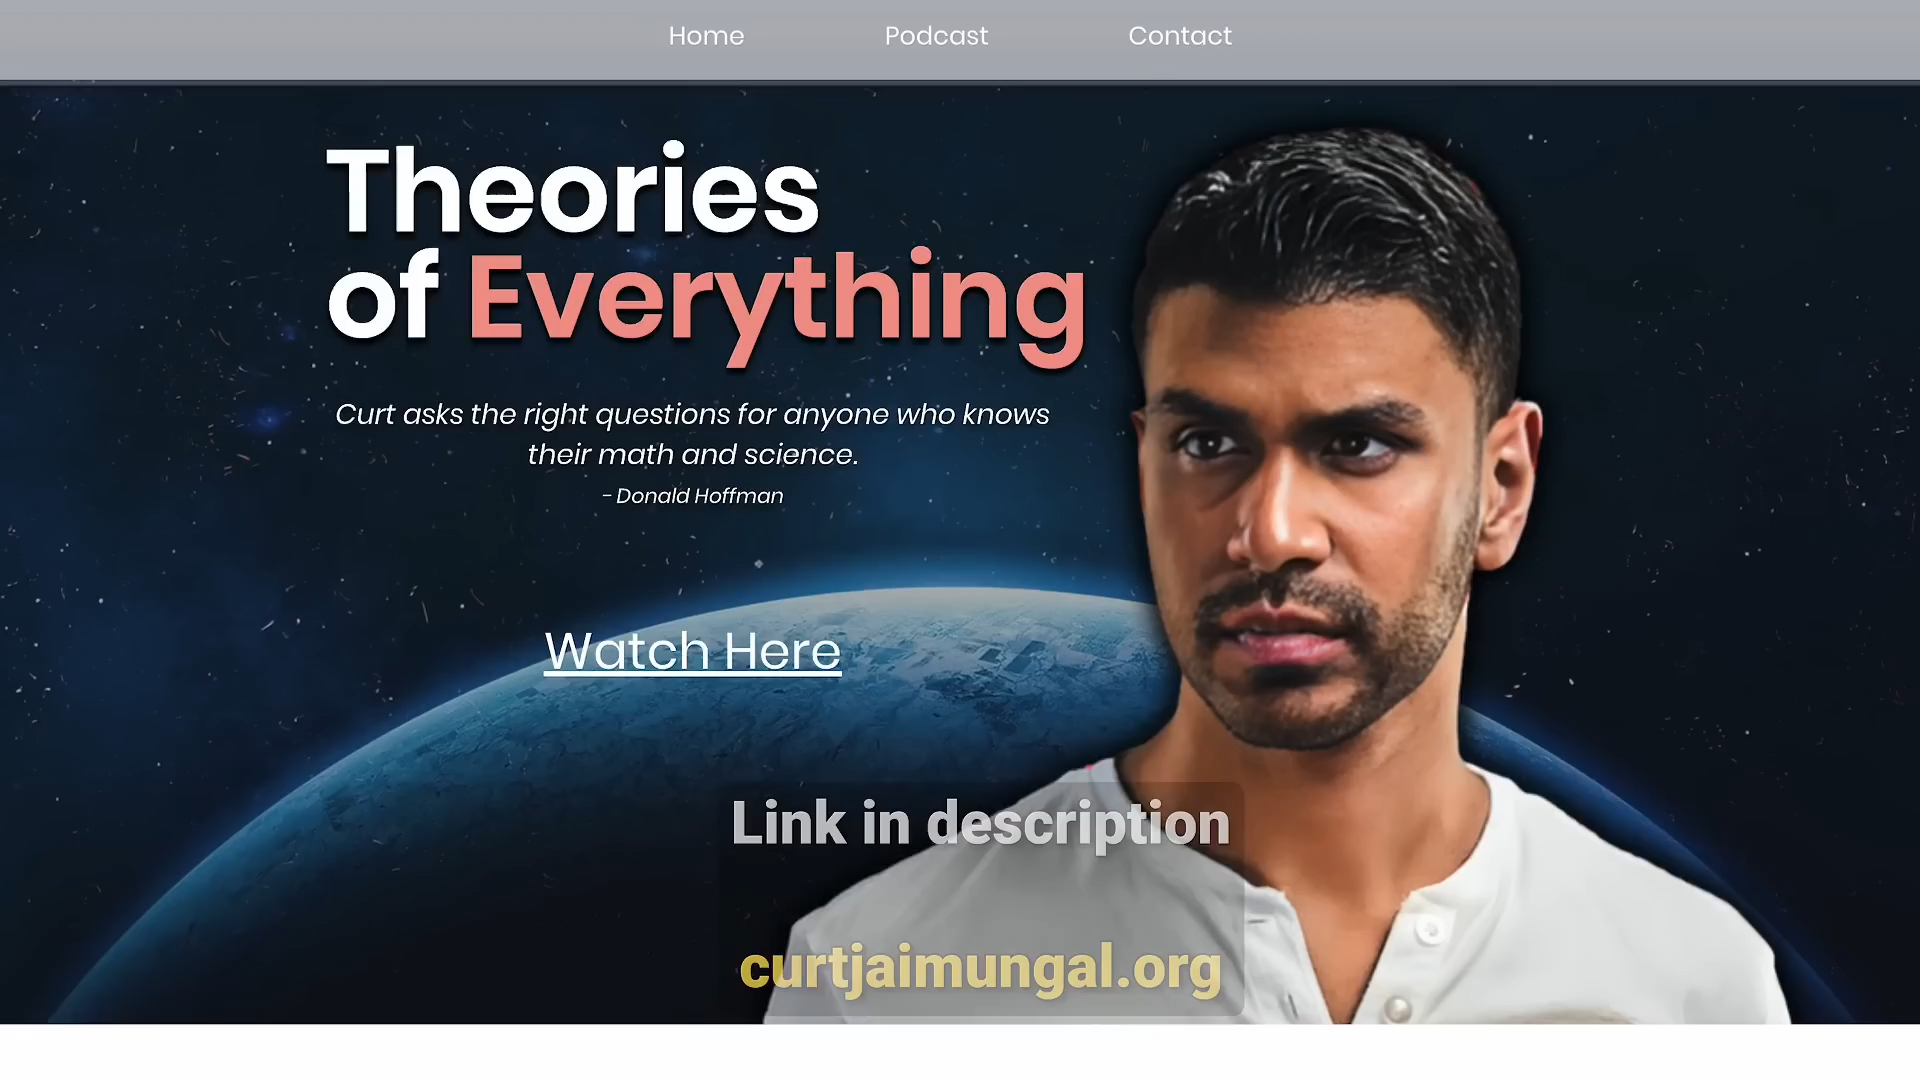 Home Podcast Contact
Theories
of Everything
Curt asks the right questions for anyone who knows
their math and science.
- Donald Hoffman
Watch Here
Link in description
curtjaimungal.org